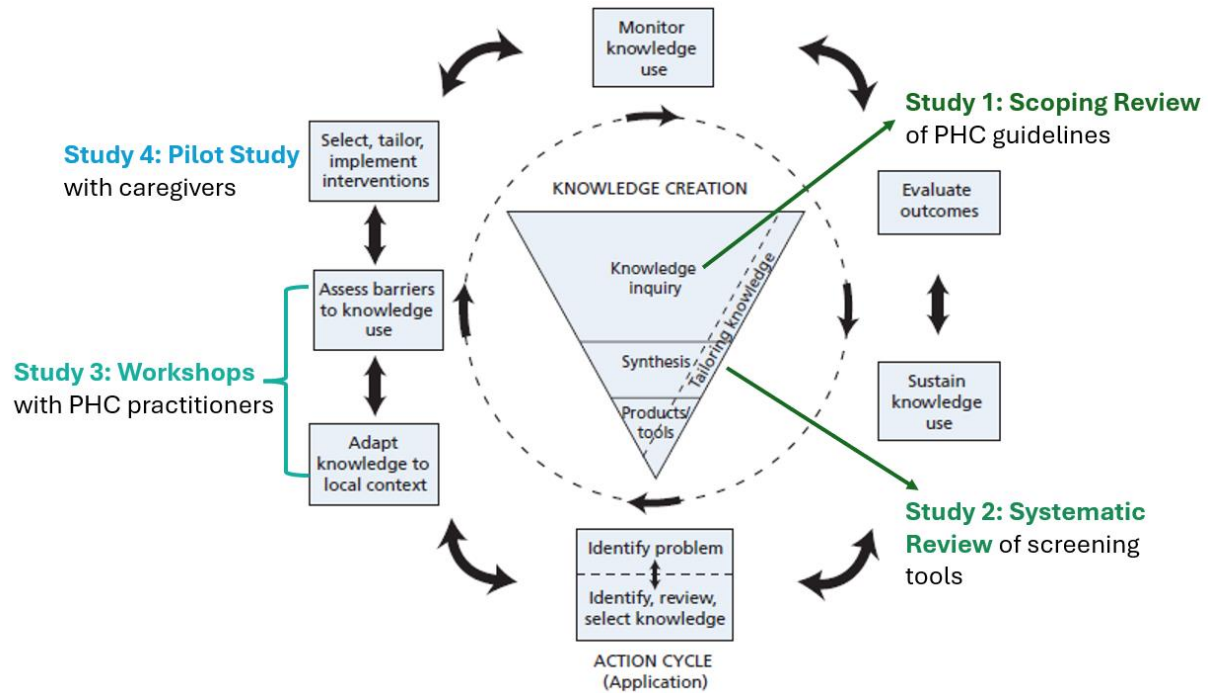 Monitor
knowledge
use
Study 1: Scoping Review
of PHC guidelines
Study 4: Pilot Study
with caregivers
Select, tailor,
implement
interventions
KNOWLEDGE CREATION
Evaluate
outcomes
Knowledge
inquiry
Tailoring knowledge
Assess barriers
to knowledge
use
Synthesis
Study 3: Workshops
with PHC practitioners
Products/
tools
Sustain
knowledge
use
Adapt
knowledge to
local context
Study 2: Systematic
Review of screening
tools
Identify problem
Identify, review,
select knowledge
ACTION CYCLE
(Application)